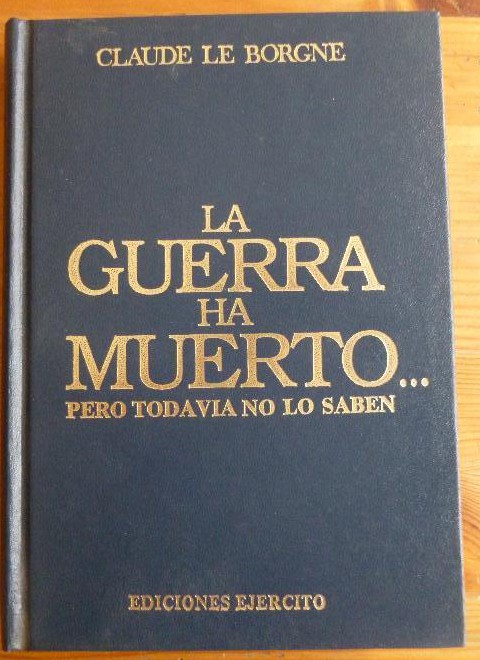 CLAUDE LE BORGNE
LA
GUERRA
HA
MUERTO...
PERO TODAVIA NO LO SABEN
EDICIONES EJERCITO